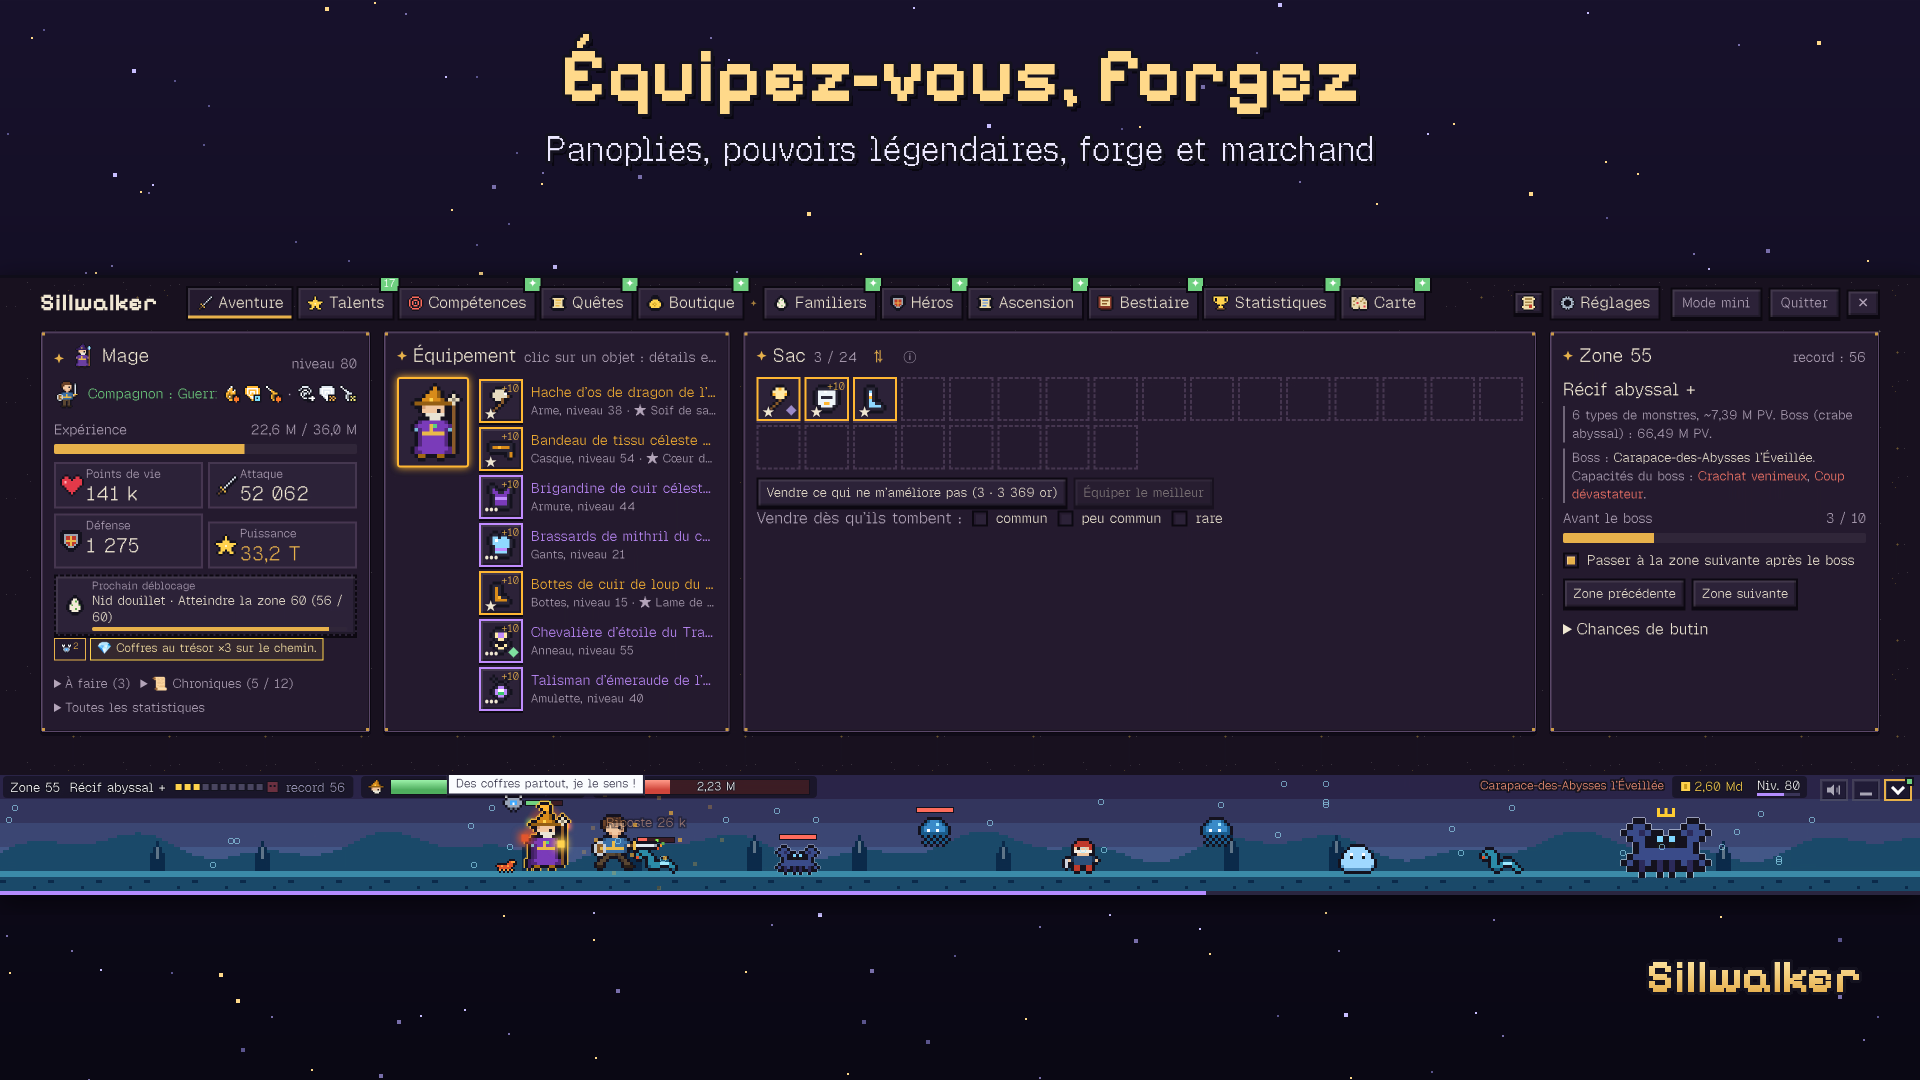 Équipez-vous, forgez
Panoplies, pouvoirs légendaires, forge et marchand
Sillwalker
Aventure
Talents
17
Compétences
Quêtes
Boutique
Familiers
Héros
Ascension
Bestiaire
Statistiques
Carte
Réglages
Mode mini
Quitter
×
Mage
niveau 80
Compagnon : Guerr
Expérience
22,6 M / 36,0 M
Points de vie
141 k
Attaque
52 062
Défense
1 275
Puissance
33,2 T
Prochain déblocage
Nid douillet · Atteindre la zone 60 (56 /
60)
2
Coffres au trésor ×3 sur le chemin.
À faire (3)
Chroniques (5 / 12)
Toutes les statistiques
Équipement
clic sur un objet : détails e…
+10
Hache d'os de dragon de l'…
Arme, niveau 38 · ★ Soif de sa…
+10
Bandeau de tissu céleste …
Casque, niveau 54 · ★ Cœur d…
+10
Brigandine de cuir célest…
Armure, niveau 44
+10
Brassards de mithril du c…
Gants, niveau 21
+10
Bottes de cuir de loup du …
Bottes, niveau 15 · ★ Lame de …
+10
Chevalière d'étoile du Tra…
Anneau, niveau 55
+10
Talisman d'émeraude de l'…
Amulette, niveau 40
Sac
3 / 24
+10
Vendre ce qui ne m'améliore pas (3 · 3 369 or)
Équiper le meilleur
Vendre dès qu'ils tombent :
commun
peu commun
rare
Zone 55
record : 56
Récif abyssal +
6 types de monstres, ~7,39 M PV. Boss (crabe
abyssal) : 66,49 M PV.
Boss : Carapace-des-Abysses l'Éveillée.
Capacités du boss : Crachat venimeux, Coup
dévastateur.
Avant le boss
3 / 10
Passer à la zone suivante après le boss
Zone précédente
Zone suivante
Chances de butin
Zone 55
Récif abyssal +
record 56
Des coffres partout, je le sens !
2,23 M
Carapace-des-Abysses l'Éveillée
2,60 Md
Niv. 80
Riposte 26 k
Sillwalker